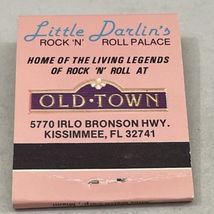 Little Darlin's
ROCK 'N' ROLL PALACE
HOME OF THE LIVING LEGENDS
OF ROCK 'N' ROLL AT
OLD • TOWN
5770 IRLO BRONSON HWY.
KISSIMMEE, FL 32741